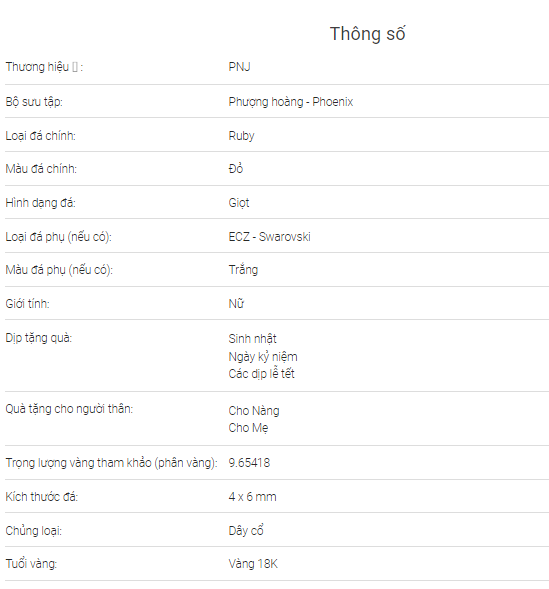 Thông số
Thương hiệu : PNJ
Bộ sưu tập: Phượng hoàng - Phoenix
Loại đá chính: Ruby
Màu đá chính: Đỏ
Hình dạng đá: Giọt
Loại đá phụ (nếu có): ECZ - Swarovski
Màu đá phụ (nếu có): Trắng
Giới tính: Nữ
Dịp tặng quà: Sinh nhật
Ngày kỷ niệm
Các dịp lễ tết
Quà tặng cho người thân: Cho Nàng
Cho Mẹ
Trọng lượng vàng tham khảo (phân vàng): 9.65418
Kích thước đá: 4 x 6 mm
Chủng loại: Dây cổ
Tuổi vàng: Vàng 18K